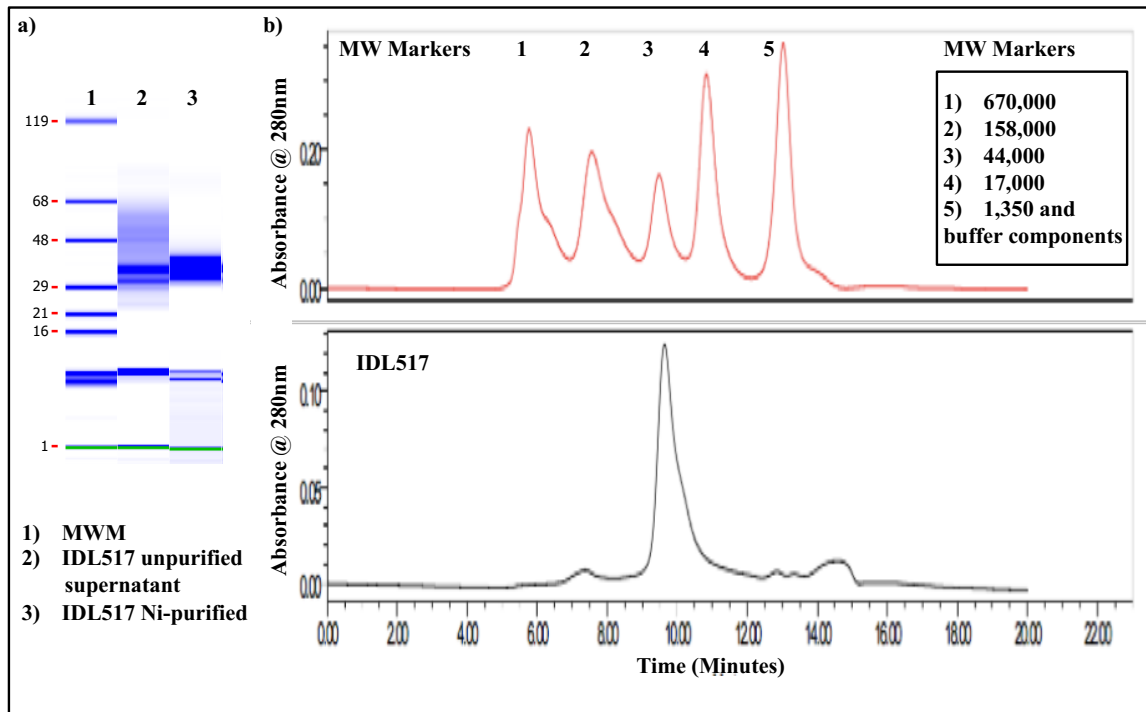 a)
1 2 3
119
68
48
29
21
16
1
1) MWM
2) IDL517 unpurified
supernatant
3) IDL517 Ni-purified
b)
MW Markers 1 2 3 4 5
MW Markers
1) 670,000
2) 158,000
3) 44,000
4) 17,000
5) 1,350 and
buffer components
Absorbance @ 280nm
0.20
0.00
IDL517
Absorbance @ 280nm
0.10
0.05
0.00
0.00 2.00 4.00 6.00 8.00 10.00 12.00 14.00 16.00 18.00 20.00 22.00
Time (Minutes)